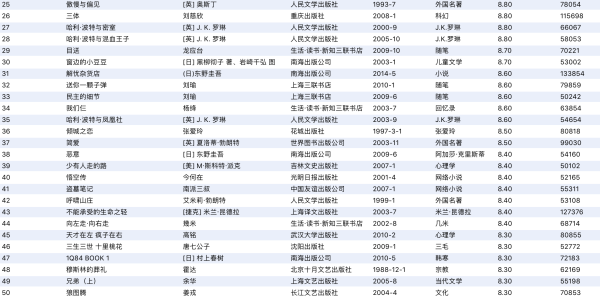 25 傲慢与偏见 [英] 奥斯丁 人民文学出版社 1993-7 外国名著 8.80 78054
26 三体 刘慈欣 重庆出版社 2008-1 科幻 8.80 115698
27 哈利·波特与密室 [英] J. K. 罗琳 人民文学出版社 2000-9 J.K.罗琳 8.80 66067
28 哈利·波特与混血王子 [英] J. K. 罗琳 人民文学出版社 2005-10 J.K.罗琳 8.80 58053
29 目送 龙应台 生活·读书·新知三联书店 2009-10 随笔 8.70 70221
30 窗边的小豆豆 [日] 黑柳彻子 著、岩崎千弘 图 南海出版公司 2003-1 儿童文学 8.70 53002
31 解忧杂货店 [日]东野圭吾 南海出版公司 2014-5 小说 8.60 133854
32 送你一颗子弹 刘瑜 上海三联书店 2010-1 随笔 8.60 79859
33 民主的细节 刘瑜 上海三联书店 2009-6 随笔 8.60 50242
34 我们仨 杨绛 生活·读书·新知三联书店 2003-7 回忆录 8.60 63854
35 哈利·波特与凤凰社 [英] J. K. 罗琳 人民文学出版社 2003-9 J.K.罗琳 8.60 54654
36 倾城之恋 张爱玲 花城出版社 1997-3-1 张爱玲 8.50 80818
37 简爱 [英] 夏洛蒂·勃朗特 世界图书出版公司 2003-11 外国名著 8.50 99030
38 恶意 [日] 东野圭吾 南海出版公司 2009-6 阿加莎·克里斯蒂 8.40 54160
39 少有人走的路 [美] M·斯科特·派克 吉林文史出版社 2007-1 心理学 8.40 50102
40 悟空传 今何在 光明日报出版社 2001-4 网络小说 8.40 52165
41 盗墓笔记 南派三叔 中国友谊出版公司 2007-1 网络小说 8.40 55311
42 呼啸山庄 艾米莉·勃朗特 人民文学出版社 1999-1 外国名著 8.40 53108
43 不能承受的生命之轻 [捷克] 米兰·昆德拉 上海译文出版社 2003-7 米兰·昆德拉 8.40 127376
44 向左走·向右走 幾米 生活·读书·新知三联书店 2002-8 几米 8.40 68714
45 天才在左 疯子在右 高铭 武汉大学出版社 2010-2 心理学 8.30 80855
46 三生三世 十里桃花 唐七公子 沈阳出版社 2009-1 三毛 8.30 52772
47 1Q84 BOOK 1 [日] 村上春树 南海出版公司 2010-5 韩寒 8.30 72183
48 穆斯林的葬礼 霍达 北京十月文艺出版社 1988-12-1 宗教 8.30 62169
49 兄弟（上） 余华 上海文艺出版社 2005-8 当代文学 8.30 55198
50 狼图腾 姜戎 长江文艺出版社 2004-4 文化 8.30 70853